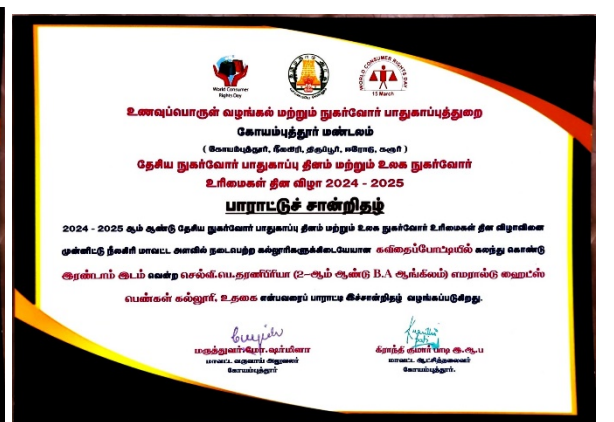 World Consumer
Rights Day
WORLD CONSUMER RIGHTS DAY
15 March
உணவுப்பொருள் வழங்கல் மற்றும் நுகர்வோர் பாதுகாப்புத்துறை
கோயம்புத்தூர் மண்டலம்
( கோயம்புத்தூர், நீலகிரி, திருப்பூர், ஈரோடு, கரூர் )
தேசிய நுகர்வோர் பாதுகாப்பு தினம் மற்றும் உலக நுகர்வோர்
உரிமைகள் தின விழா 2024 - 2025
பாராட்டுச் சான்றிதழ்
2024 - 2025 ஆம் ஆண்டு தேசிய நுகர்வோர் பாதுகாப்பு தினம் மற்றும் உலக நுகர்வோர் உரிமைகள் தின விழாவினை
முன்னிட்டு நீலகிரி மாவட்ட அளவில் நடைபெற்ற கல்லூரிகளுக்கிடையேயான கவிதைப்போட்டியில் கலந்து கொண்டு
இரண்டாம் இடம் வென்ற செல்வி.பெ.தரணிபிரியா (2-ஆம் ஆண்டு B.A ஆங்கிலம்) எமரால்டு ஹைட்ஸ்
பெண்கள் கல்லூரி, உதகை என்பவரைப் பாராட்டி இச்சான்றிதழ் வழங்கப்படுகிறது.
மருத்துவர்.மோ.ஷர்மிளா
மாவட்ட வருவாய் அலுவலர்
கோயம்புத்தூர்
கிராந்தி குமார் பாடி இ.ஆ.ப
மாவட்ட ஆட்சித்தலைவர்
கோயம்புத்தூர்.